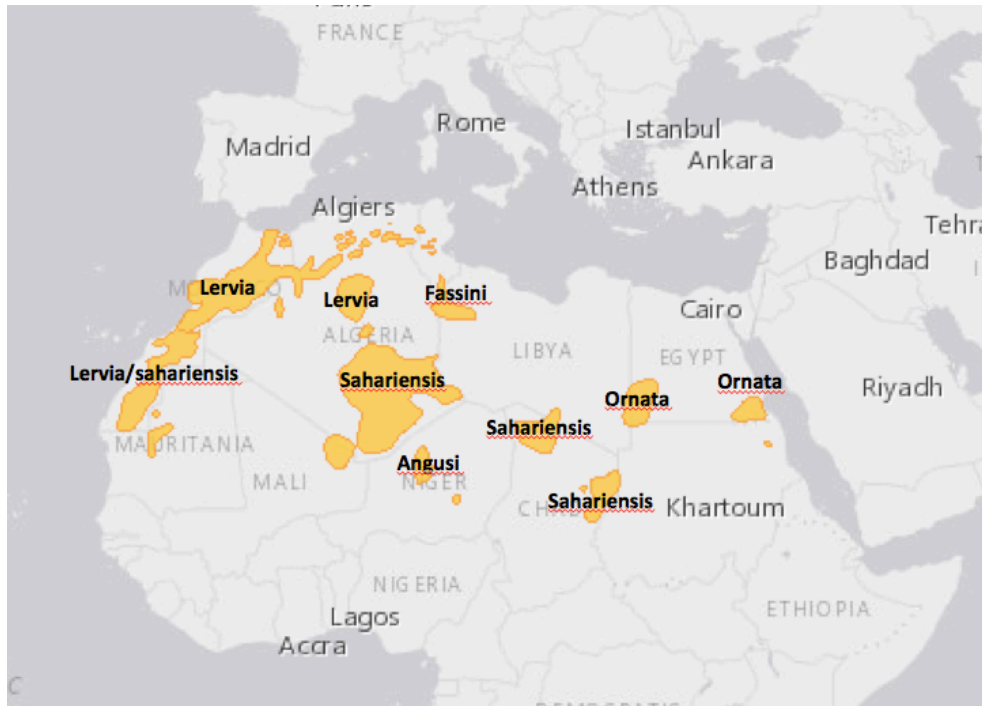 FRANCE
Rome
Istanbul
Madrid
Ankara
Athens
Algiers
Tehra
Baghdad
Lervia
Lervia
Fassini
Cairo
ALGERIA
LIBYA
EGYPT
Lervia/sahariensis
Sahariensis
Ornata
Ornata
Riyadh
Sahariensis
MAURITANIA
Angusi
MALI
NIGER
Sahariensis
Khartoum
NIGERIA
Lagos
ETHIOPIA
Accra